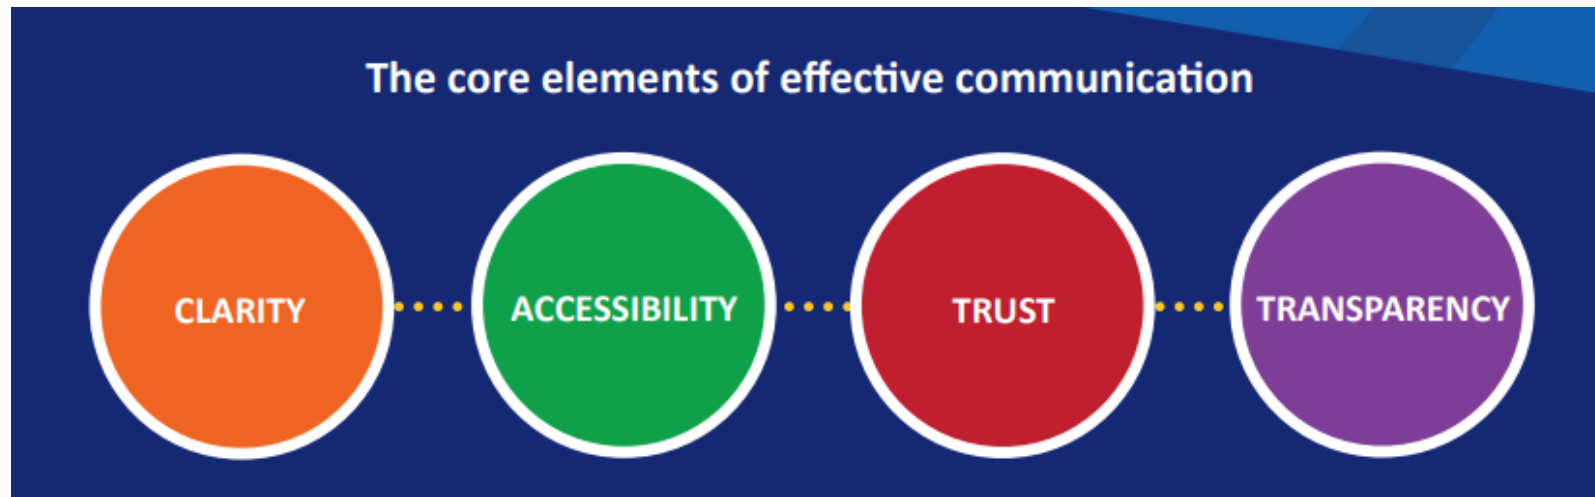 The core elements of effective communication
CLARITY
ACCESSIBILITY
TRUST
TRANSPARENCY